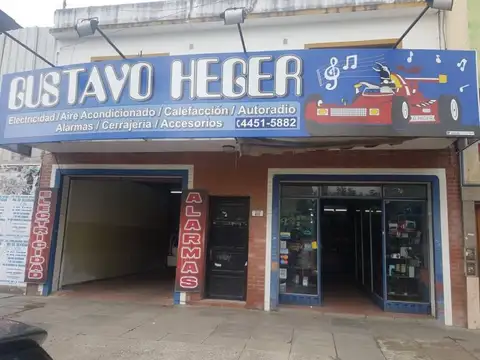 GUSTAVO HEGER
Electricidad / Aire Acondicionado / Calefacción / Autoradio
Alarmas / Cerrajería / Accesorios 4451-5882
ELECTRICIDAD
ALARMAS